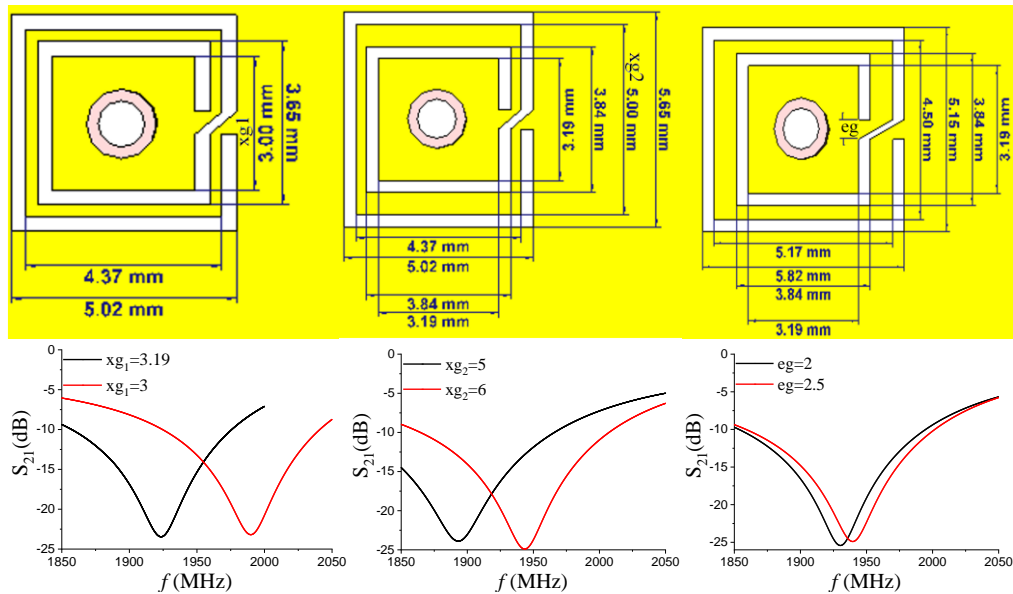 xg1
3.00 mm
3.65 mm
4.37 mm
5.02 mm
xg2
3.19 mm
3.84 mm
5.00 mm
5.65 mm
4.37 mm
5.02 mm
3.84 mm
3.19 mm
eg
4.50 mm
5.15 mm
3.84 mm
3.19 mm
5.17 mm
5.82 mm
3.84 mm
3.19 mm
xg₁=3.19
xg₁=3
0
-5
-10
-15
-20
-25
S₂₁(dB)
1850 1900 1950 2000 2050
f (MHz)
xg₂=5
xg₂=6
0
-5
-10
-15
-20
-25
S₂₁(dB)
1850 1900 1950 2000 2050
f (MHz)
eg=2
eg=2.5
0
-5
-10
-15
-20
-25
S₂₁(dB)
1850 1900 1950 2000 2050
f (MHz)